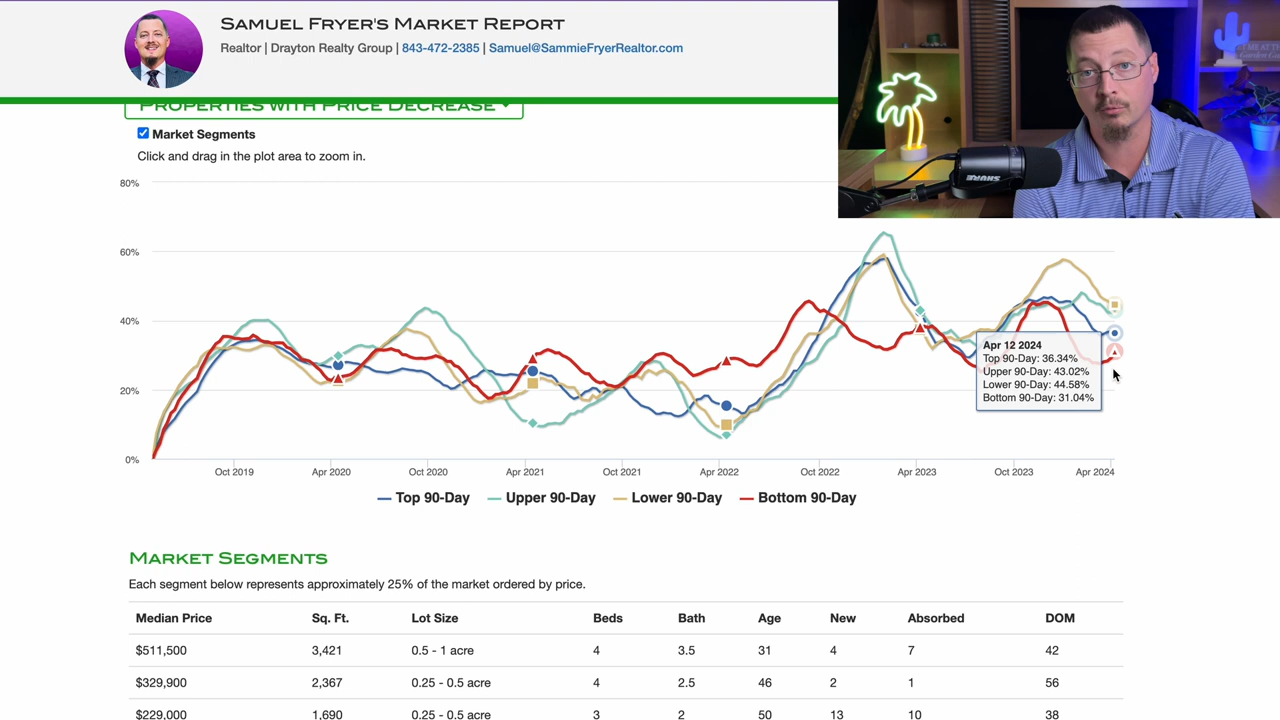 SAMUEL FRYER'S MARKET REPORT
Realtor | Drayton Realty Group | 843-472-2385 | Samuel@SammieFryerRealtor.com
PROPERTIES WITH PRICE DECREASE
Market Segments
Click and drag in the plot area to zoom in.
80%
60%
40%
20%
0%
Apr 12 2024
Top 90-Day: 36.34%
Upper 90-Day: 43.02%
Lower 90-Day: 44.58%
Bottom 90-Day: 31.04%
Oct 2019 Apr 2020 Oct 2020 Apr 2021 Oct 2021 Apr 2022 Oct 2022 Apr 2023 Oct 2023 Apr 2024
Top 90-Day Upper 90-Day Lower 90-Day Bottom 90-Day
MARKET SEGMENTS
Each segment below represents approximately 25% of the market ordered by price.
Median Price Sq. Ft. Lot Size Beds Bath Age New Absorbed DOM
$511,500 3,421 0.5 - 1 acre 4 3.5 31 4 7 42
$329,900 2,367 0.25 - 0.5 acre 4 2.5 46 2 1 56
$229,000 1,690 0.25 - 0.5 acre 3 2 50 13 10 38
SHURE